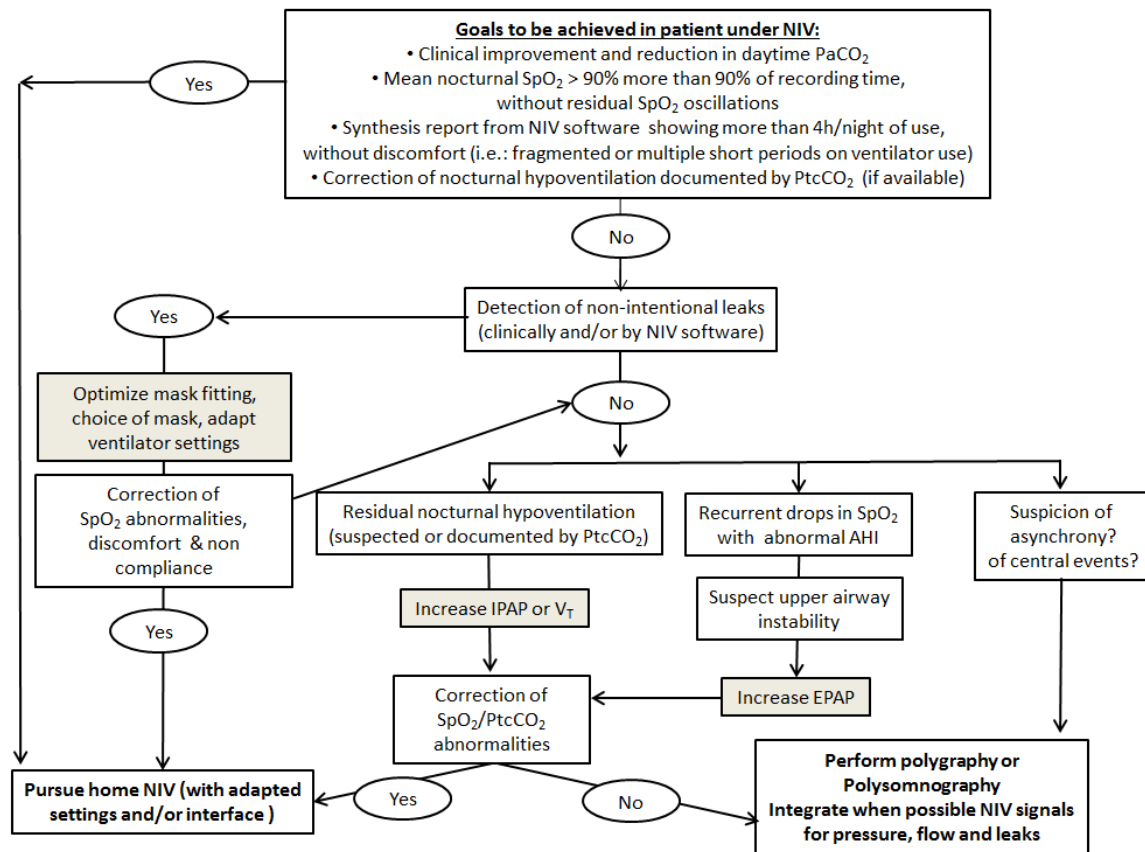 Goals to be achieved in patient under NIV:
• Clinical improvement and reduction in daytime PaCO₂
• Mean nocturnal SpO₂ > 90% more than 90% of recording time,
without residual SpO₂ oscillations
• Synthesis report from NIV software showing more than 4h/night of use,
without discomfort (i.e.: fragmented or multiple short periods on ventilator use)
• Correction of nocturnal hypoventilation documented by PtcCO₂ (if available)
Yes
No
Detection of non-intentional leaks
(clinically and/or by NIV software)
Yes
No
Optimize mask fitting,
choice of mask, adapt
ventilator settings
Correction of
SpO₂ abnormalities,
discomfort & non
compliance
Yes
Residual nocturnal hypoventilation
(suspected or documented by PtcCO₂)
Increase IPAP or V_T
Recurrent drops in SpO₂
with abnormal AHI
Suspect upper airway
instability
Increase EPAP
Suspicion of
asynchrony?
of central events?
Correction of
SpO₂/PtcCO₂
abnormalities
Yes
No
Pursue home NIV (with adapted
settings and/or interface )
Perform polygraphy or
Polysomnography
Integrate when possible NIV signals
for pressure, flow and leaks